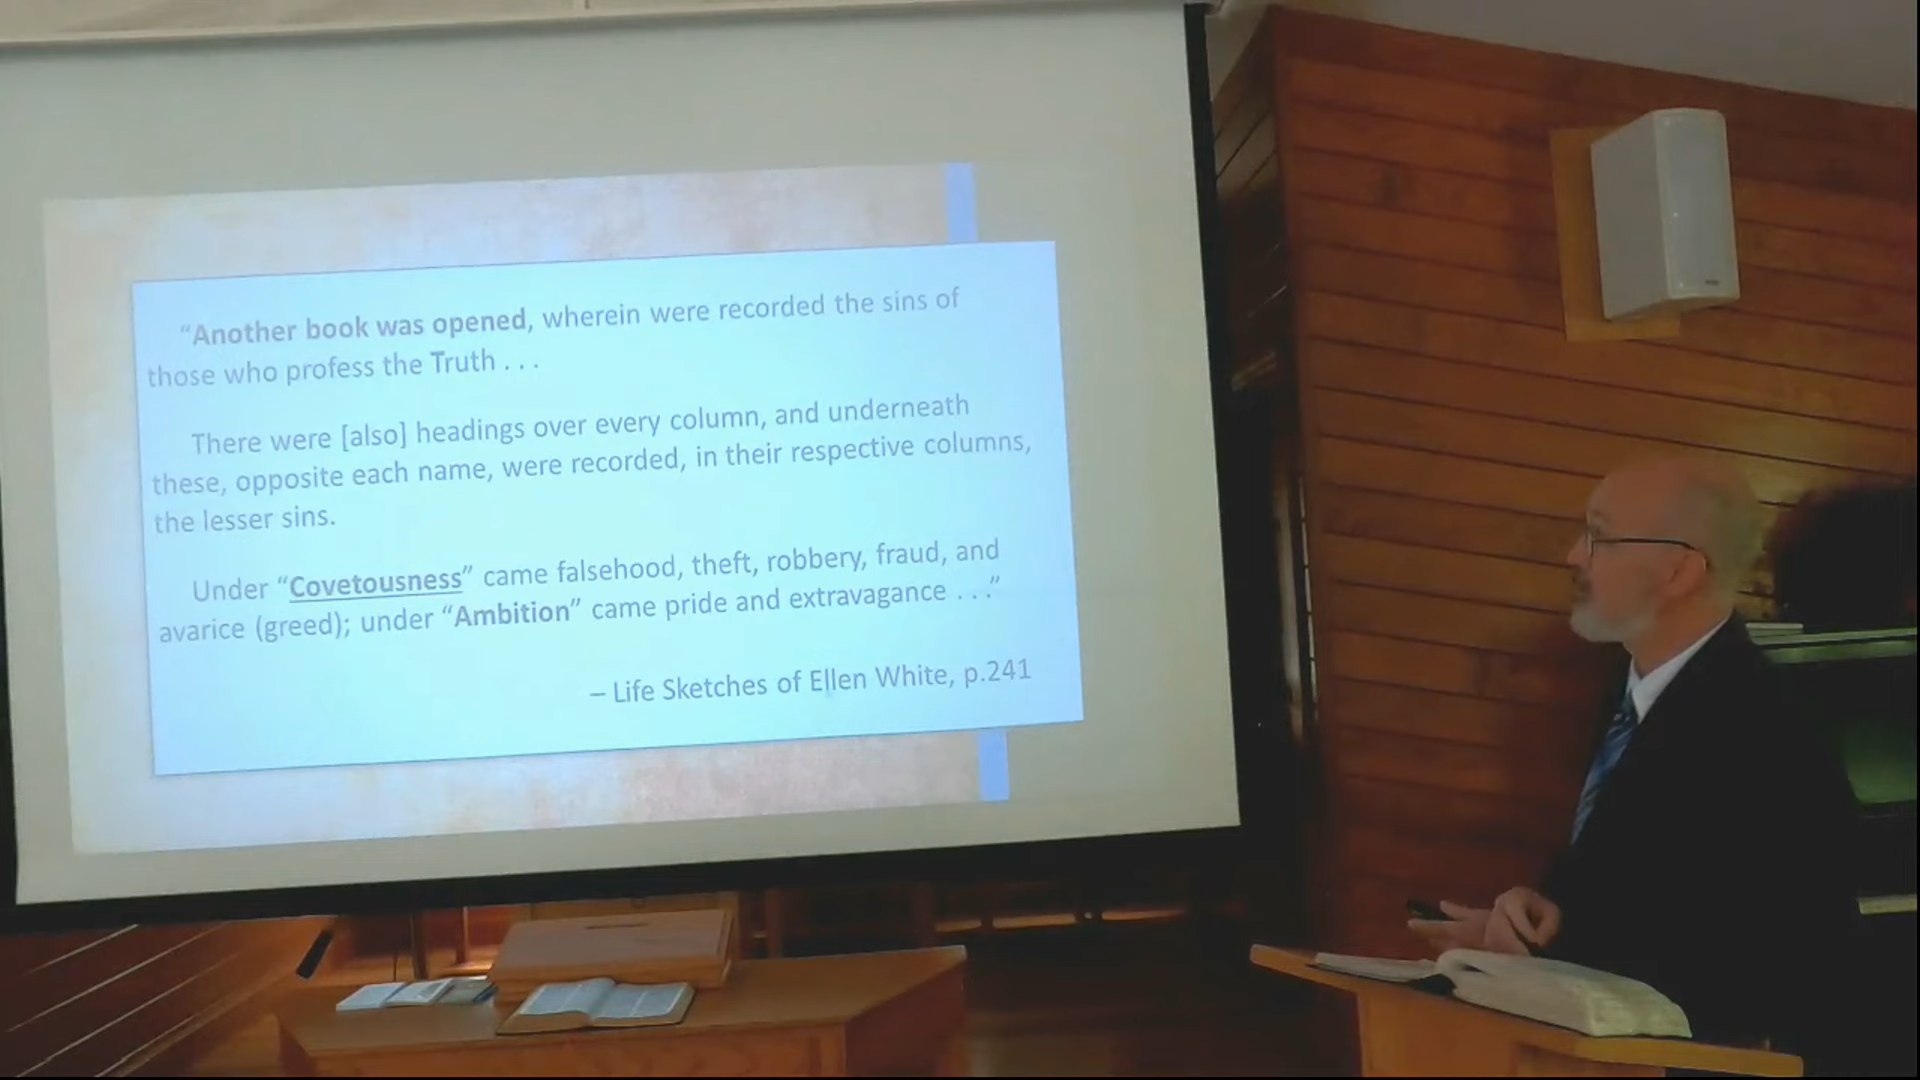 “Another book was opened, wherein were recorded the sins of
those who profess the Truth . . .
There were [also] headings over every column, and underneath
these, opposite each name, were recorded, in their respective columns,
the lesser sins.
Under “Covetousness” came falsehood, theft, robbery, fraud, and
avarice (greed); under “Ambition” came pride and extravagance . . .”
– Life Sketches of Ellen White, p.241